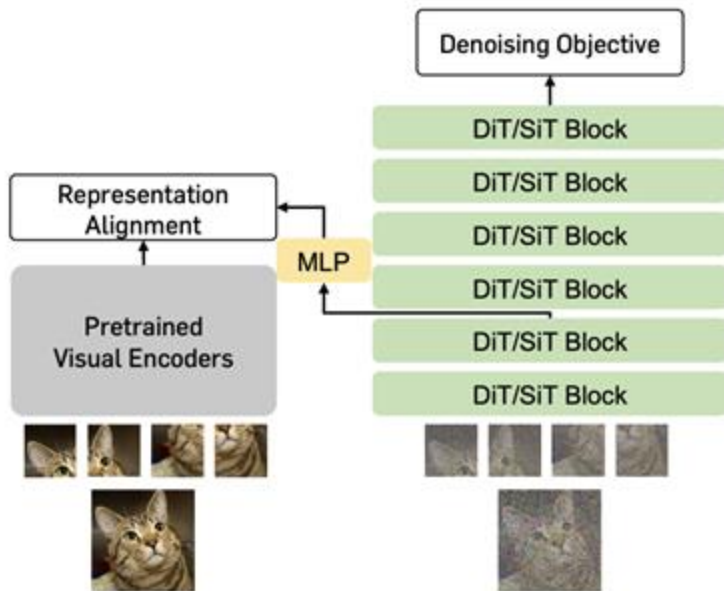 Denoising Objective
DiT/SiT Block
DiT/SiT Block
DiT/SiT Block
DiT/SiT Block
DiT/SiT Block
DiT/SiT Block
Representation
Alignment
MLP
Pretrained
Visual Encoders